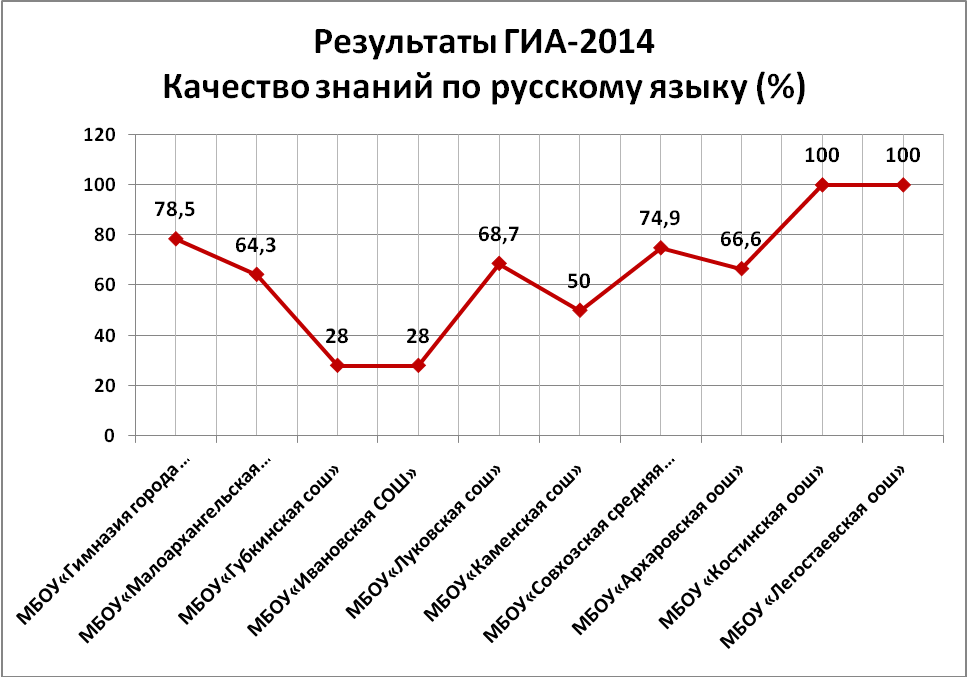 Результаты ГИА-2014
Качество знаний по русскому языку (%)
120
100
80
60
40
20
0
78,5
64,3
28
28
68,7
50
74,9
66,6
100
100
МБОУ«Гимназия города...
МБОУ«Малоархангельская...
МБОУ«Губкинская сош»
МБОУ«Ивановская СОШ»
МБОУ«Луковская сош»
МБОУ«Каменская сош»
МБОУ«Совхозская средняя...
МБОУ«Архаровская оош»
МБОУ «Костинская оош»
МБОУ «Легостаевская оош»